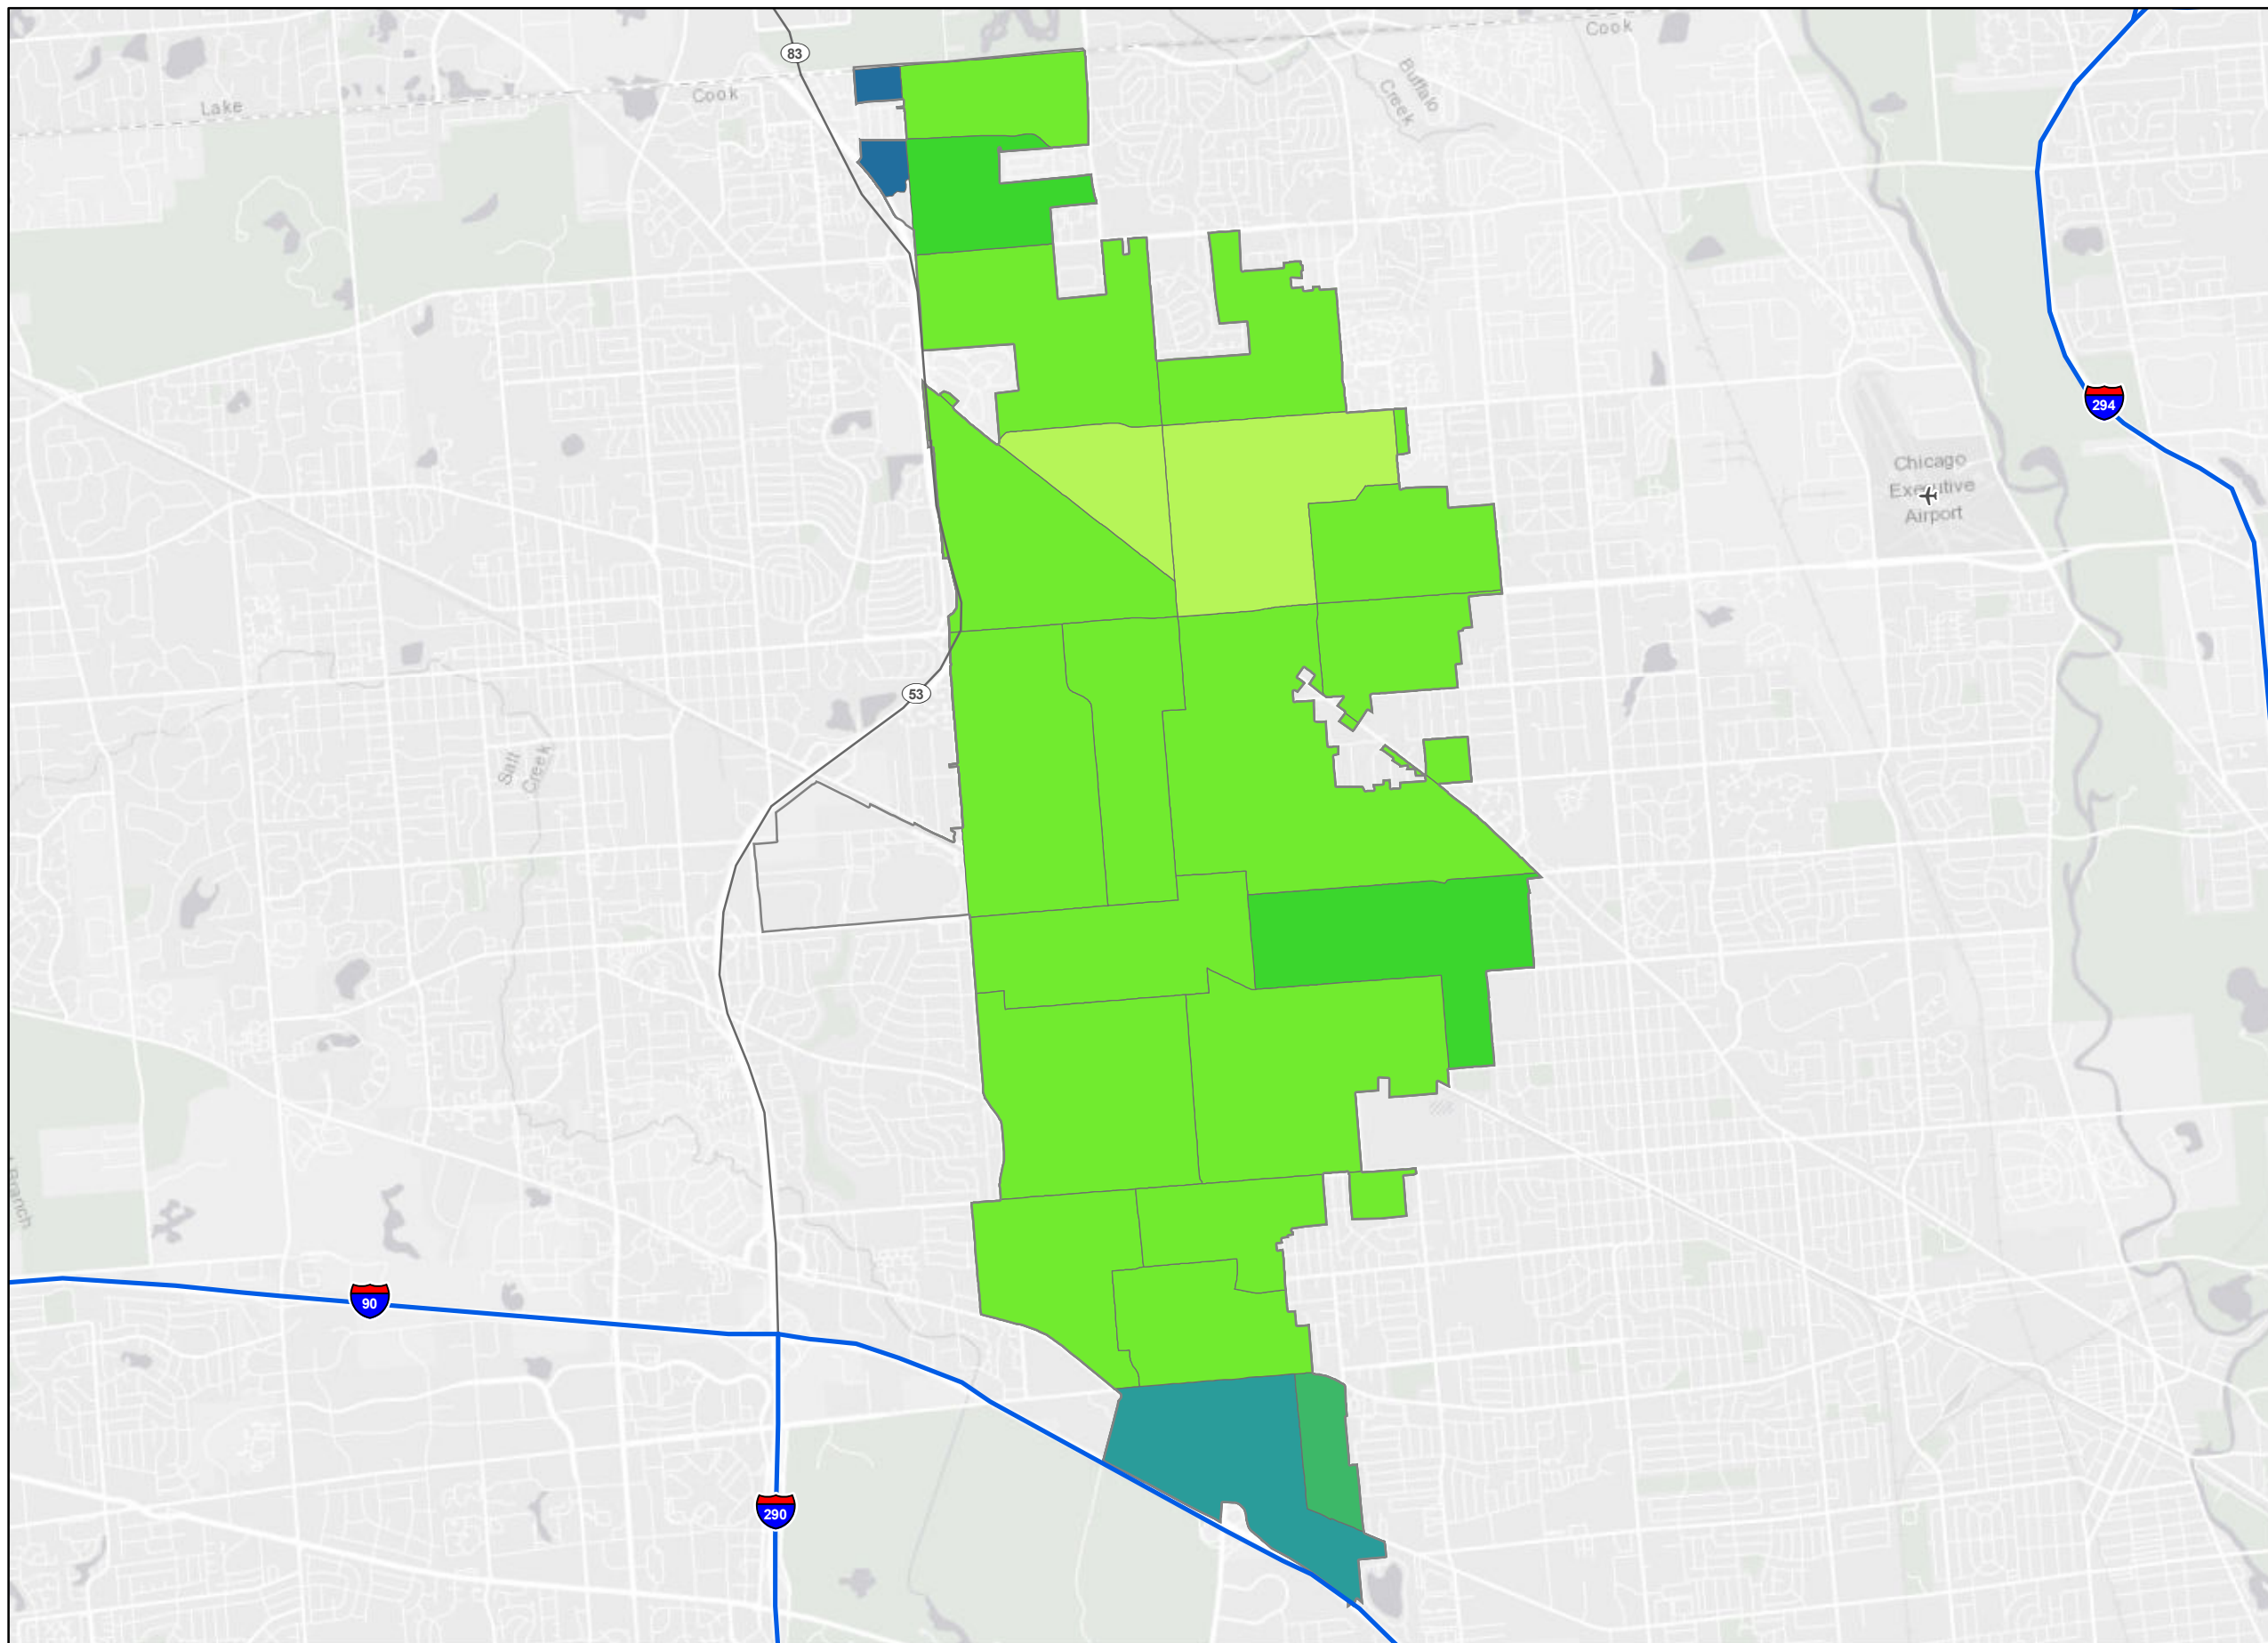 83
Cook
Lake
Cook
Buffalo
Creek
294
Chicago
Executive
Airport
53
Salt
Creek
Branch
90
290